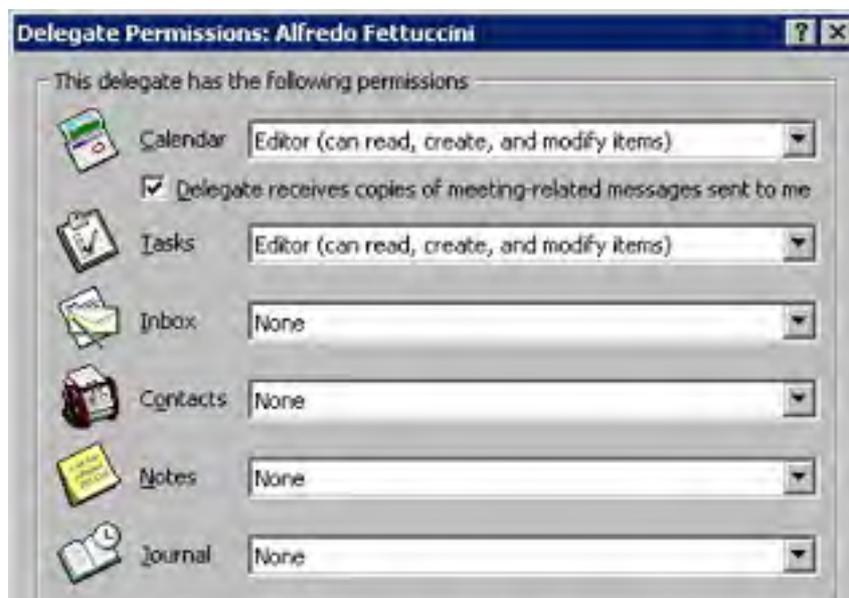 Delegate Permissions: Alfredo Fettuccini
This delegate has the following permissions
Calendar Editor (can read, create, and modify items)
Delegate receives copies of meeting-related messages sent to me
Tasks Editor (can read, create, and modify items)
Inbox None
Contacts None
Notes None
Journal None